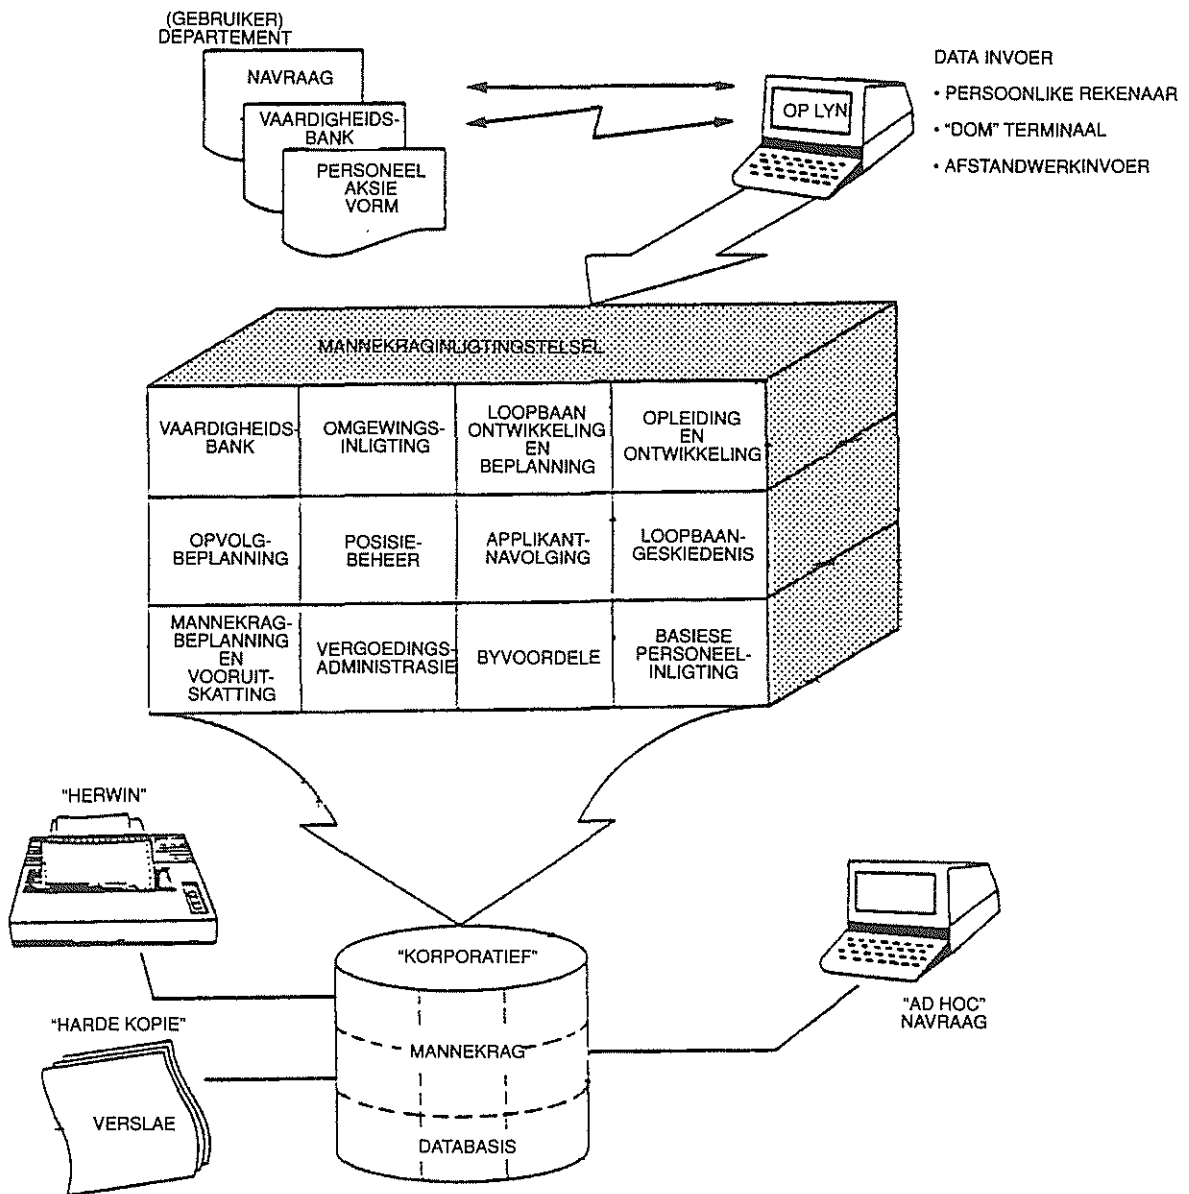 (GEBRUIKER)
DEPARTEMENT
NAVRAAG
VAARDIGHEIDS-
BANK
PERSONEEL
AKSIE
VORM
OP LYN
DATA INVOER
• PERSOONLIKE REKENAAR
• "DOM" TERMINAAL
• AFSTANDWERKINVOER
MANNEKRAGINLIGTINGSTELSEL
VAARDIGHEIDS-
BANK
OMGEWINGS-
INLIGTING
LOOPBAAN
ONTWIKKELING
EN
BEPLANNING
OPLEIDING
EN
ONTWIKKELING
OPVOLG-
BEPLANNING
POSISIE-
BEHEER
APPLIKANT-
NAVOLGING
LOOPBAAN-
GESKIEDENIS
MANNEKRAG-
BEPLANNING
EN
VOORUIT-
SKATTING
VERGOEDINGS-
ADMINISTRASIE
BYVOORDELE
BASIESE
PERSONEEL-
INLIGTING
"HERWIN"
"HARDE KOPIE"
VERSLAE
"KORPORATIEF"
MANNEKRAG
DATABASIS
"AD HOC"
NAVRAAG